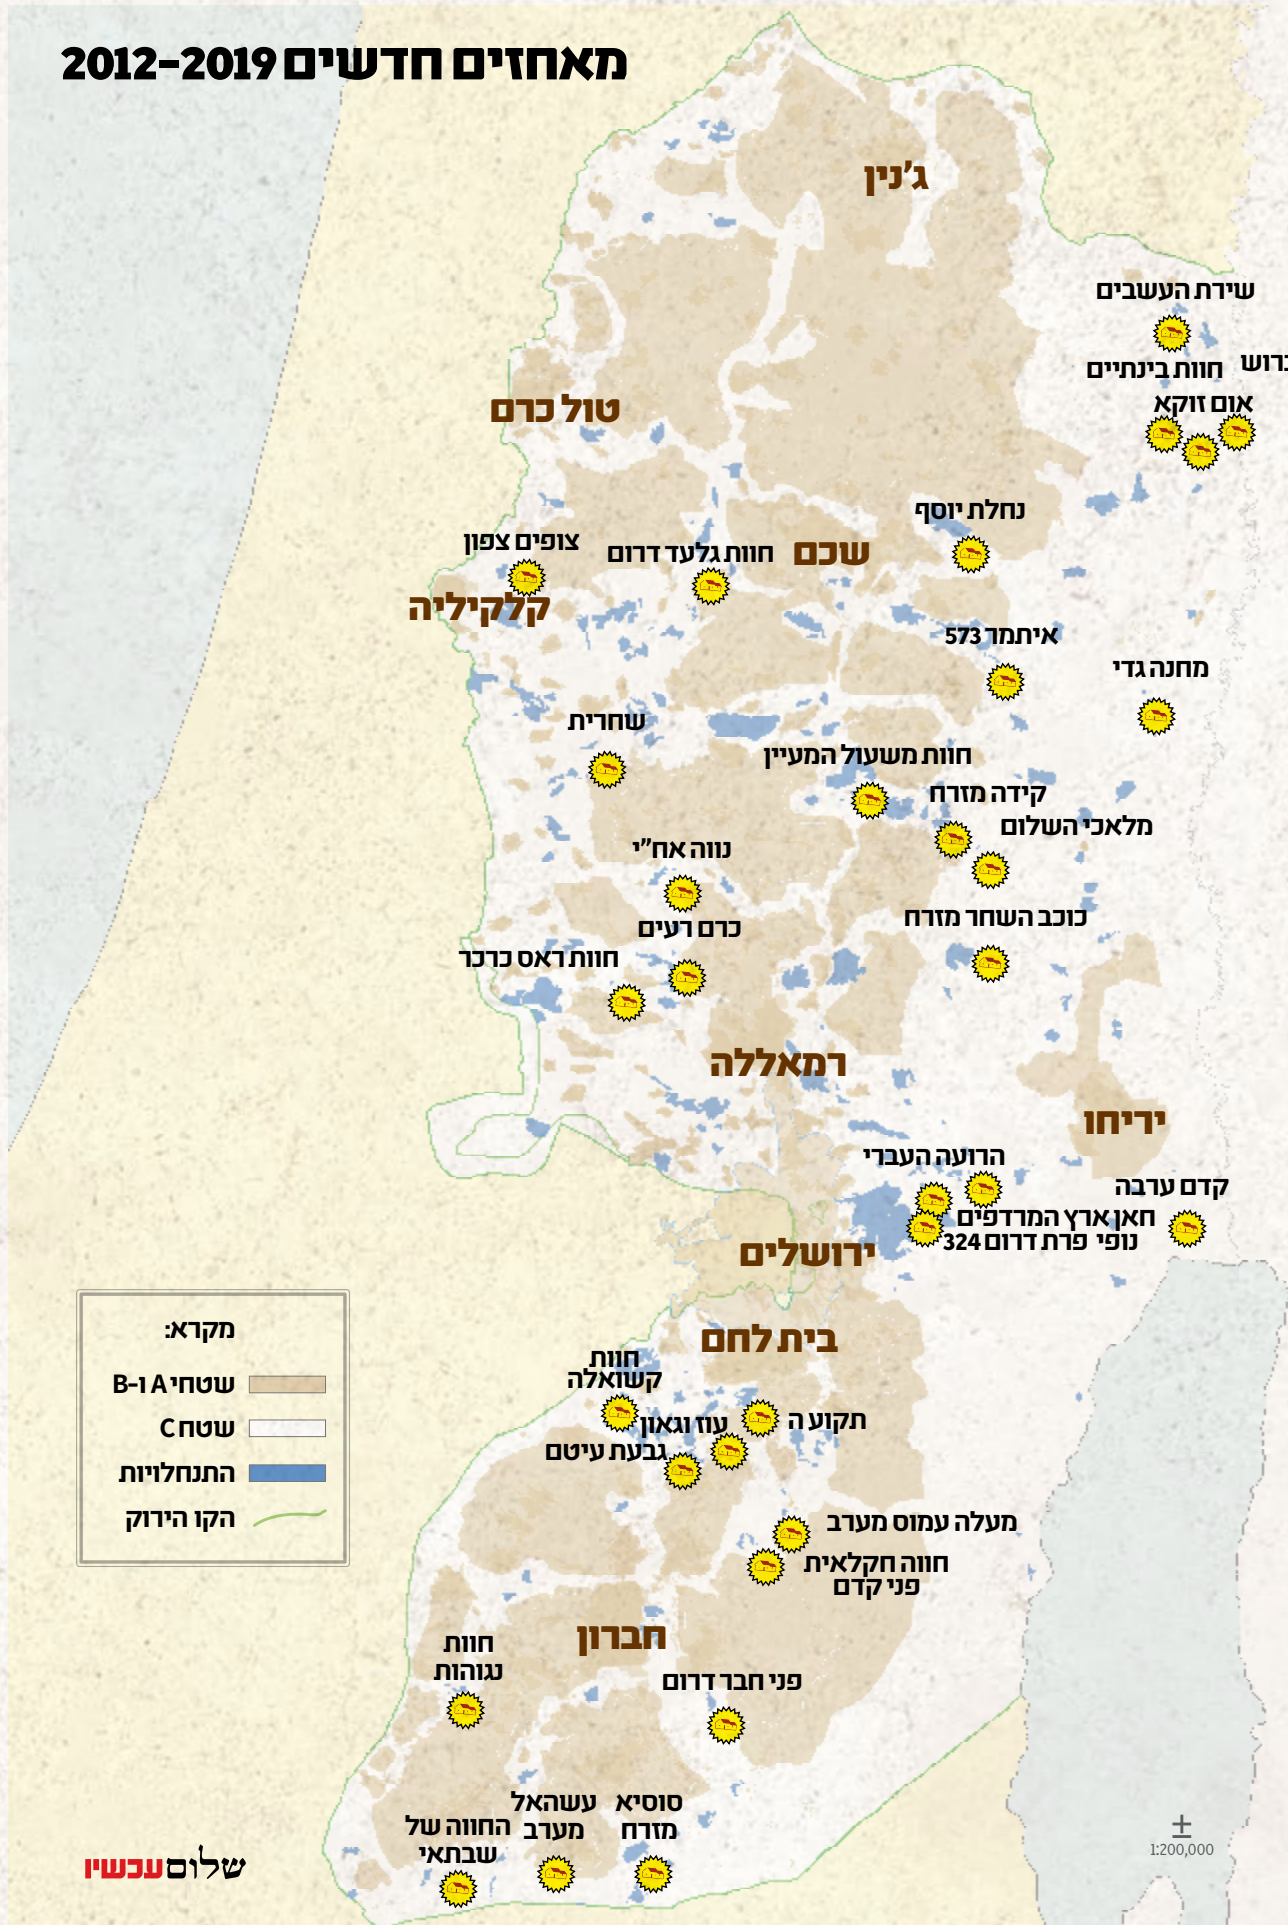 מאחזים חדשים 2012-2019
ג'נין
שירת העשבים
חוות בינתיים
אום זוקא
טול כרם
נחלת יוסף
שכם
חוות גלעד דרום
צופים צפון
קלקיליה
איתמר 573
מחנה גדי
שחרית
חוות משעול המעיין
קידה מזרח
מלאכי השלום
נווה אח"י
כוכב השחר מזרח
כרם רעים
חוות ראס כרכר
רמאללה
יריחו
הרועה העברי
קדם ערבה
חאן ארץ המרדפים
נופי פרת דרום 324
ירושלים
בית לחם
חוות
קשואלה
תקוע ה
עוז וגאון
גבעת עיטם
מעלה עמוס מערב
חווה חקלאית
פני קדם
חברון
חוות
נגוהות
פני חבר דרום
סוסיא
מזרח
עשהאל
מערב
החווה של
שבתאי
מקרא:
שטחי A ו-B
שטח C
התנחלויות
הקו הירוק
שלום עכשיו
1:200,000